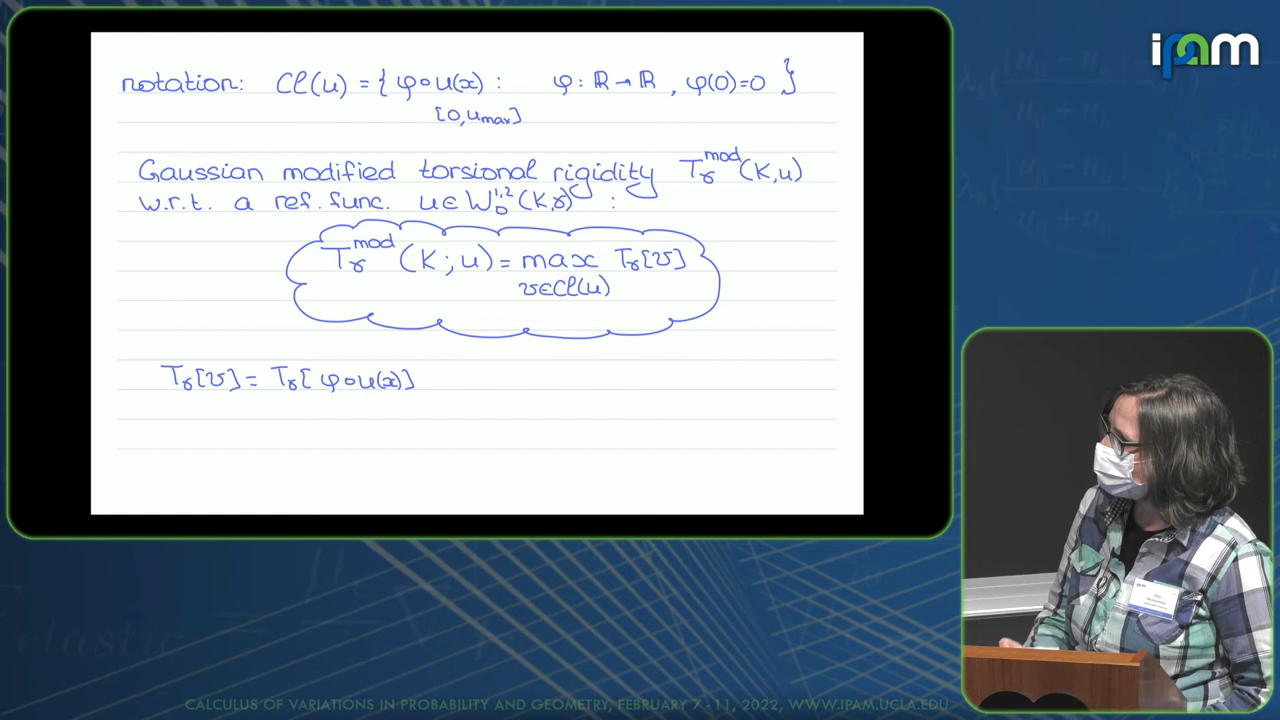 notation: Cl(u) = { φ∘u(x) : φ: ℝ→ℝ , φ(0)=0 }
[0, u_max]
Gaussian modified torsional rigidity T_γ^mod(K,u)
w.r.t. a ref. func. u ∈ W_0^{1,2}(K,γ) :
T_γ^mod (K; u) = max T_γ[v]
v∈Cl(u)
T_γ[v] = T_γ[ φ∘u(x)]
ipam
CALCULUS OF VARIATIONS IN PROBABILITY AND GEOMETRY, FEBRUARY 7 - 11, 2022, WWW.IPAM.UCLA.EDU
elastic